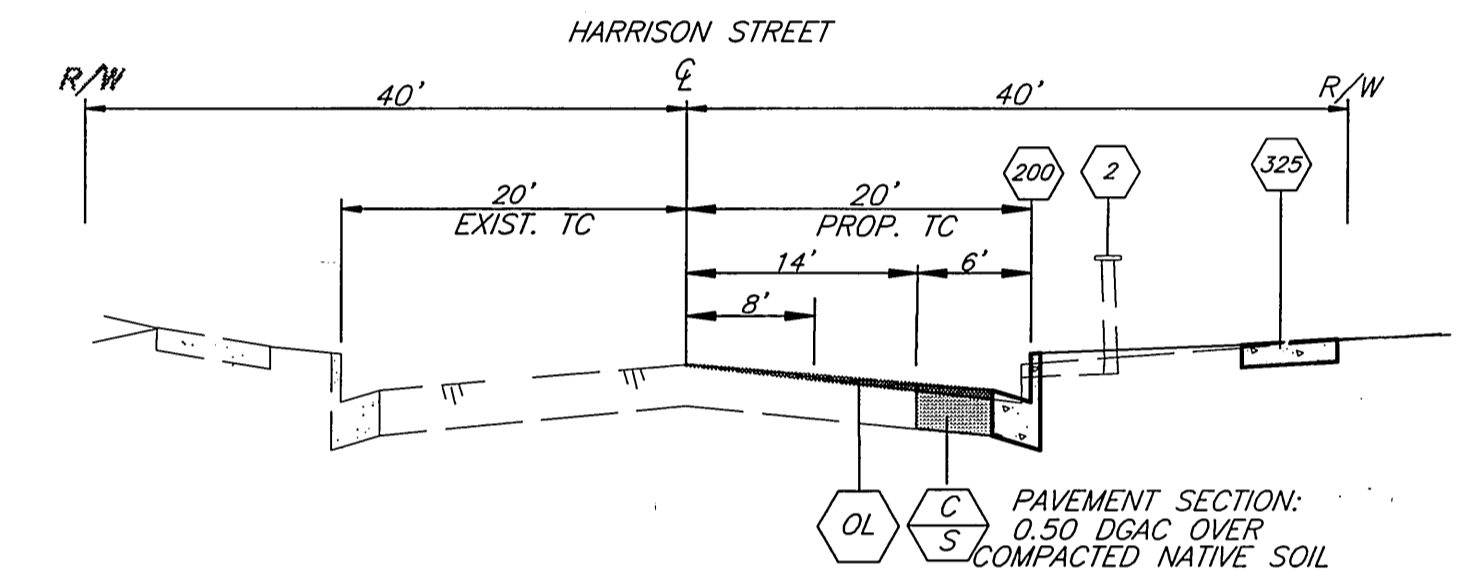 HARRISON STREET
R/W
℄
R/W
40'
40'
200
2
325
20'
20'
EXIST. TC
PROP. TC
14'
6'
8'
OL
C
S
PAVEMENT SECTION:
0.50 DGAC OVER
COMPACTED NATIVE SOIL